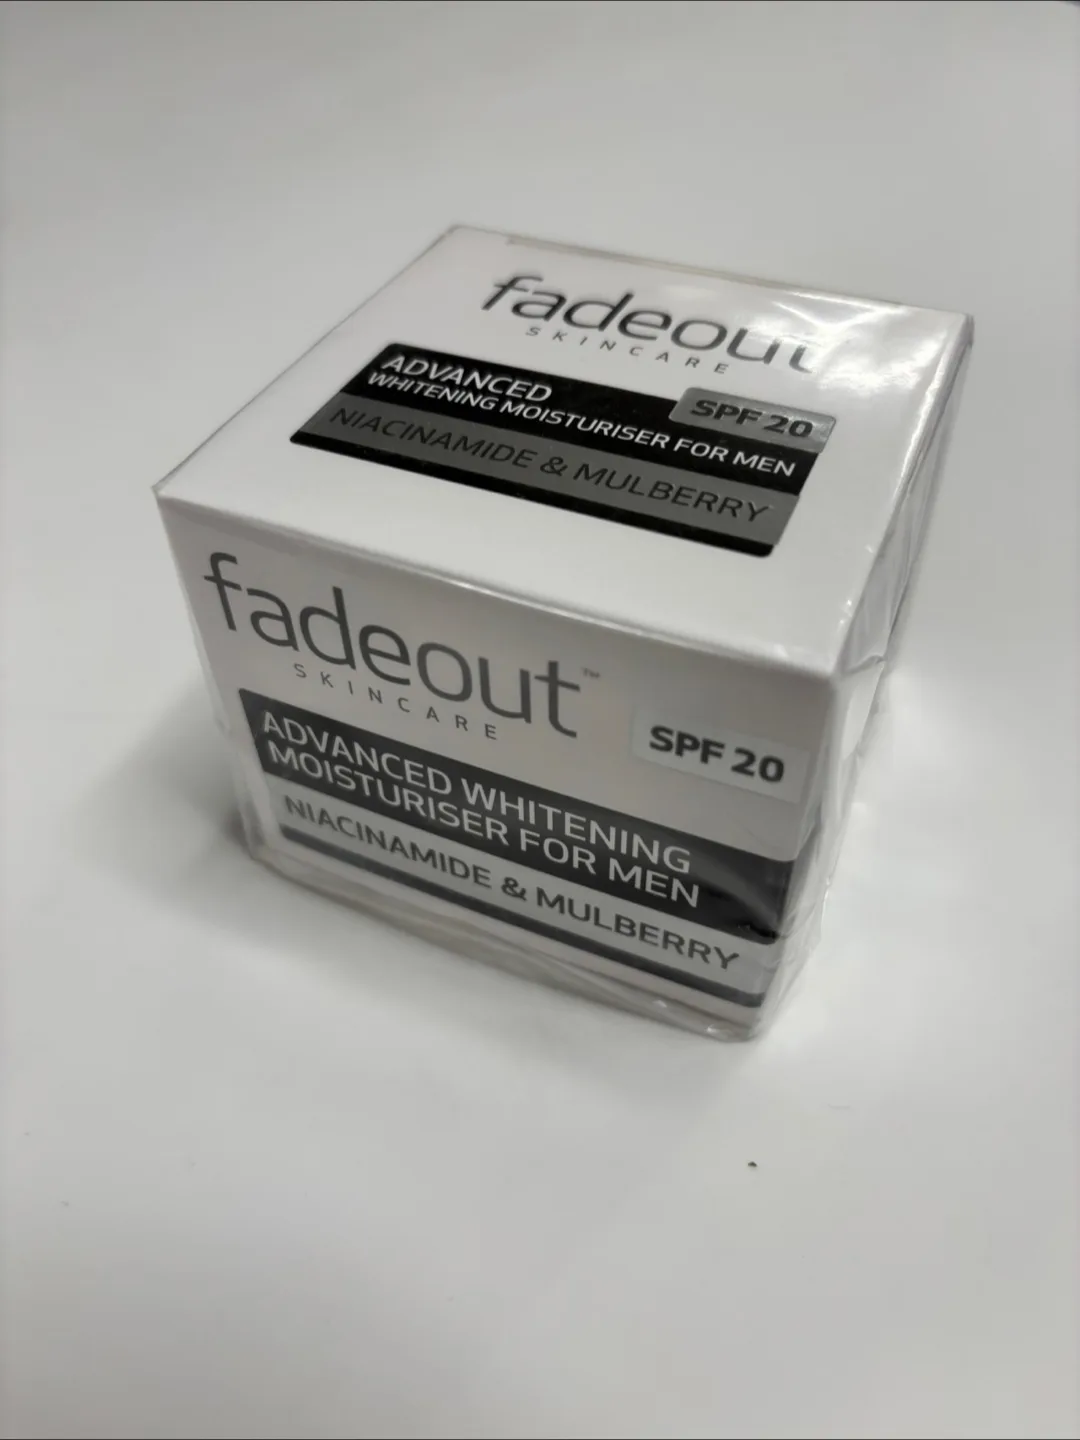 fadeout
SKINCARE
ADVANCED
WHITENING MOISTURISER FOR MEN
SPF 20
NIACINAMIDE & MULBERRY
fadeout™
SKINCARE
SPF 20
ADVANCED WHITENING
MOISTURISER FOR MEN
NIACINAMIDE & MULBERRY